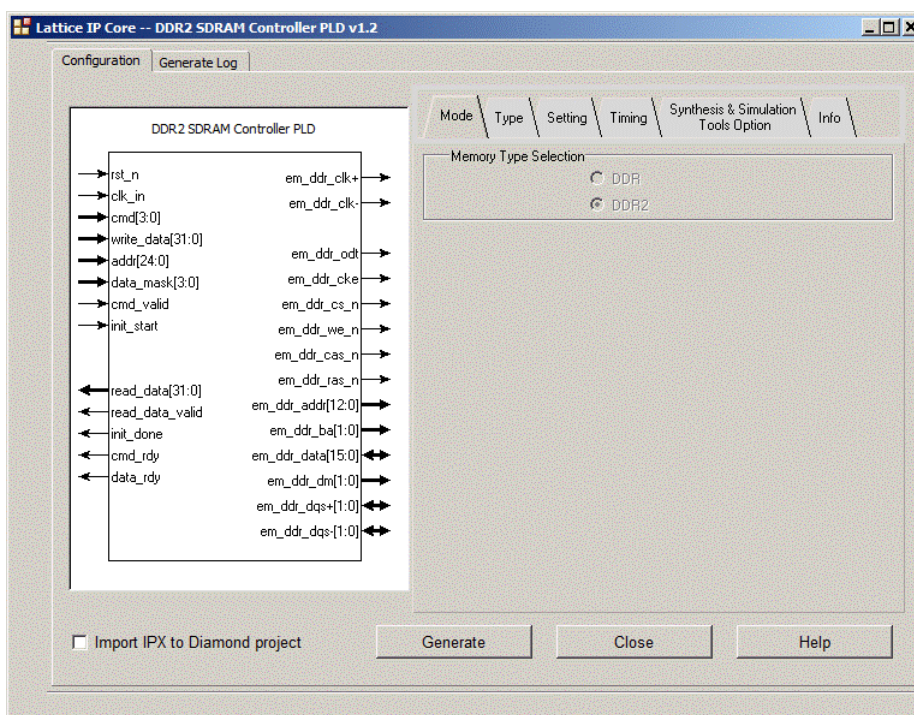 Lattice IP Core -- DDR2 SDRAM Controller PLD v1.2
Configuration
Generate Log
DDR2 SDRAM Controller PLD
rst_n
clk_in
cmd[3:0]
write_data[31:0]
addr[24:0]
data_mask[3:0]
cmd_valid
init_start
read_data[31:0]
read_data_valid
init_done
cmd_rdy
data_rdy
em_ddr_clk+
em_ddr_clk-
em_ddr_odt
em_ddr_cke
em_ddr_cs_n
em_ddr_we_n
em_ddr_cas_n
em_ddr_ras_n
em_ddr_addr[12:0]
em_ddr_ba[1:0]
em_ddr_data[15:0]
em_ddr_dm[1:0]
em_ddr_dqs+[1:0]
em_ddr_dqs-[1:0]
Mode
Type
Setting
Timing
Synthesis & Simulation
Tools Option
Info
Memory Type Selection
DDR
DDR2
Import IPX to Diamond project
Generate
Close
Help